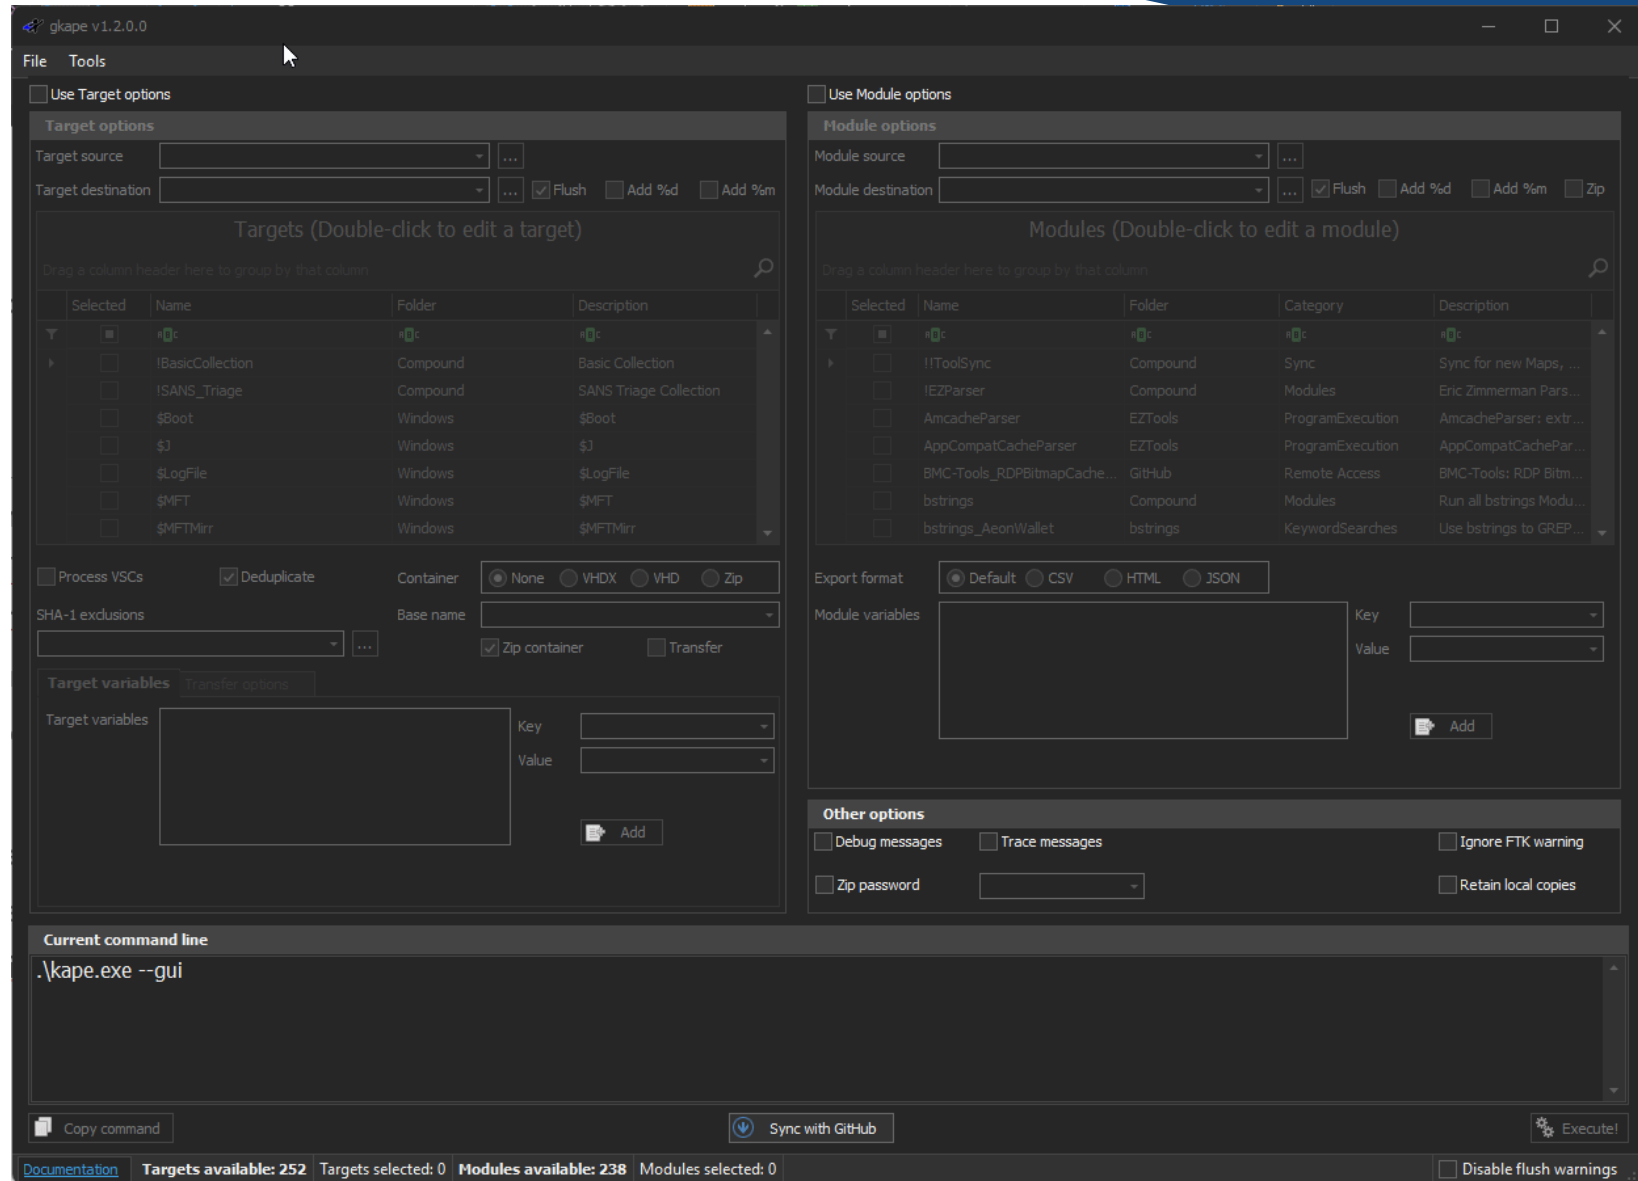 gkape v1.2.0.0
File Tools
Use Target options
Target options
Target source
...
Target destination
...
Flush
Add %d
Add %m
Targets (Double-click to edit a target)
Drag a column header here to group by that column
Selected Name Folder Description
!BasicCollection Compound Basic Collection
!SANS_Triage Compound SANS Triage Collection
$Boot Windows $Boot
$J Windows $J
$LogFile Windows $LogFile
$MFT Windows $MFT
$MFTMirr Windows $MFTMirr
Process VSCs
Deduplicate
Container
None VHDX VHD Zip
SHA-1 exclusions
...
Base name
Zip container
Transfer
Target variables Transfer options
Target variables
Key
Value
Add
Use Module options
Module options
Module source
...
Module destination
...
Flush
Add %d
Add %m
Zip
Modules (Double-click to edit a module)
Drag a column header here to group by that column
Selected Name Folder Category Description
!!ToolSync Compound Sync Sync for new Maps, ...
!EZParser Compound Modules Eric Zimmerman Pars...
AmcacheParser EZTools ProgramExecution AmcacheParser: extr...
AppCompatCacheParser EZTools ProgramExecution AppCompatCachePar...
BMC-Tools_RDPBitmapCache... GitHub Remote Access BMC-Tools: RDP Bitm...
bstrings Compound Modules Run all bstrings Modu...
bstrings_AeonWallet bstrings KeywordSearches Use bstrings to GREP...
Export format
Default CSV HTML JSON
Module variables
Key
Value
Add
Other options
Debug messages
Trace messages
Ignore FTK warning
Zip password
Retain local copies
Current command line
.\kape.exe --gui
Copy command
Sync with GitHub
Execute!
Documentation Targets available: 252 Targets selected: 0 Modules available: 238 Modules selected: 0
Disable flush warnings